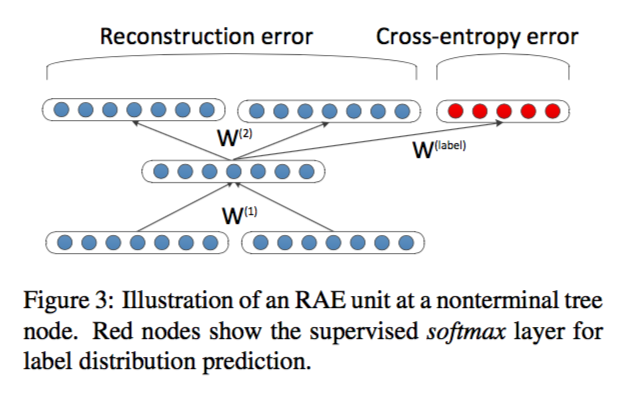 Reconstruction error
Cross-entropy error
W(2)
W(label)
W(1)
Figure 3: Illustration of an RAE unit at a nonterminal tree
node. Red nodes show the supervised softmax layer for
label distribution prediction.